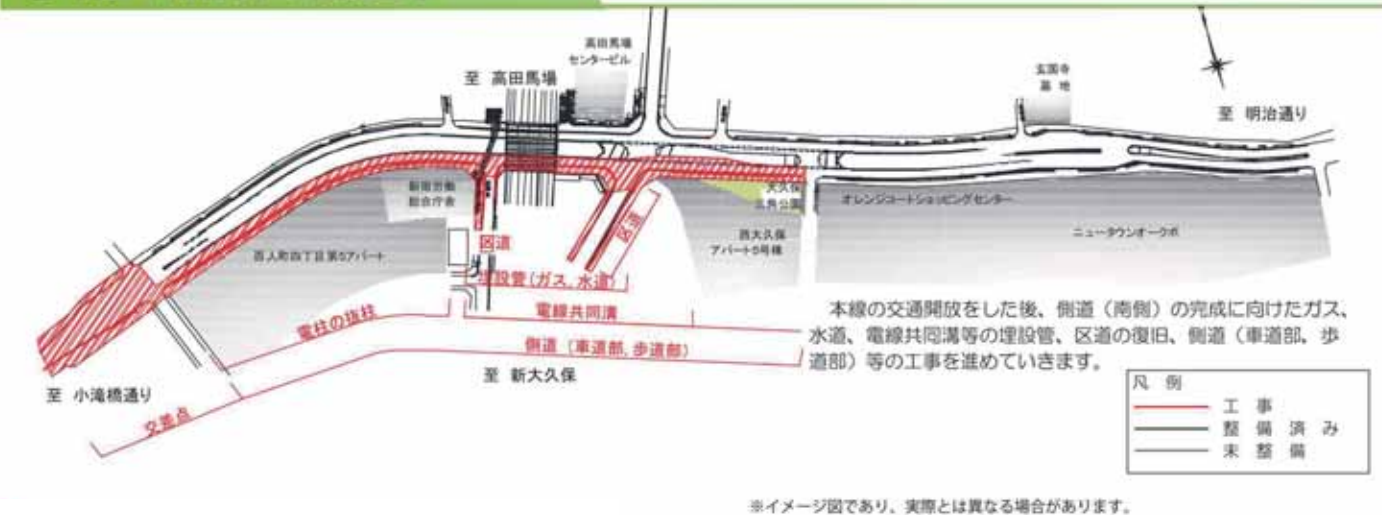 至 高田馬場
高田馬場
センタービル
玄国寺
墓地
至 明治通り
新宿労働
総合庁舎
大久保
三角公園
オレンジコートショッピングセンター
百人町四丁目第5アパート
区道
区道
西大久保
アパート5号棟
ニュータウンオークボ
埋設管(ガス、水道)
電線共同溝
電柱の抜柱
側道(車道部、歩道部)
至 小滝橋通り
至 新大久保
交差点
本線の交通開放をした後、側道(南側)の完成に向けたガス、
水道、電線共同溝等の埋設管、区道の復旧、側道(車道部、歩
道部)等の工事を進めていきます。
凡 例
工 事
整 備 済 み
未 整 備
※イメージ図であり、実際とは異なる場合があります。